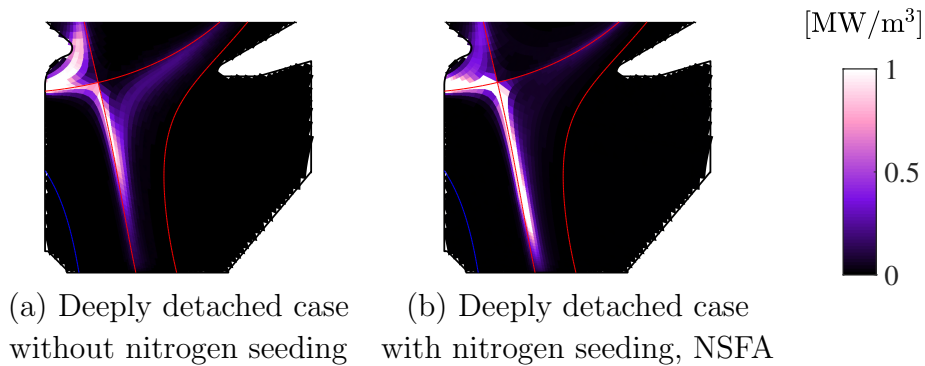 [MW/m³]
1
0.5
0
(a) Deeply detached case
without nitrogen seeding
(b) Deeply detached case
with nitrogen seeding, NSFA